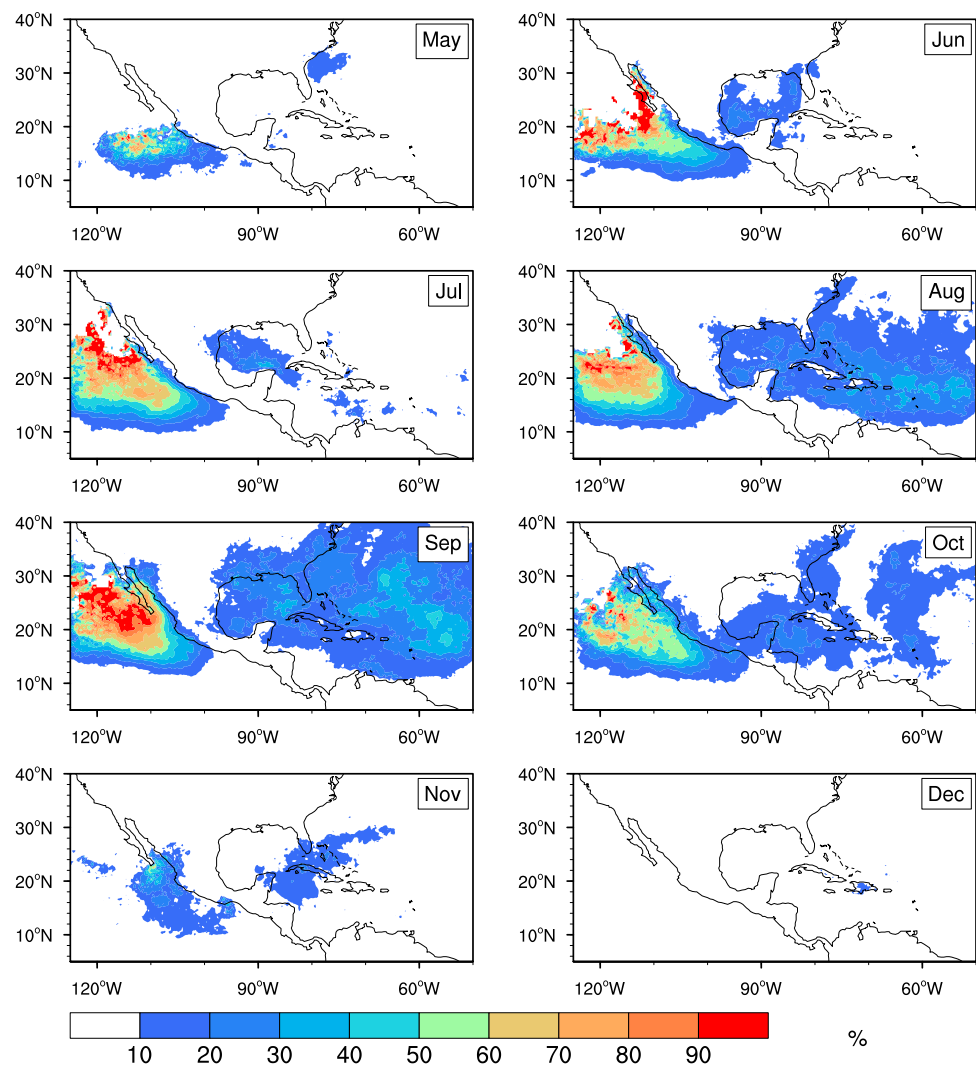 40°N May 40°N Jun
30°N 30°N
20°N 20°N
10°N 10°N
120°W 90°W 60°W 120°W 90°W 60°W
40°N Jul 40°N Aug
30°N 30°N
20°N 20°N
10°N 10°N
120°W 90°W 60°W 120°W 90°W 60°W
40°N Sep 40°N Oct
30°N 30°N
20°N 20°N
10°N 10°N
120°W 90°W 60°W 120°W 90°W 60°W
40°N Nov 40°N Dec
30°N 30°N
20°N 20°N
10°N 10°N
120°W 90°W 60°W 120°W 90°W 60°W
10 20 30 40 50 60 70 80 90 %